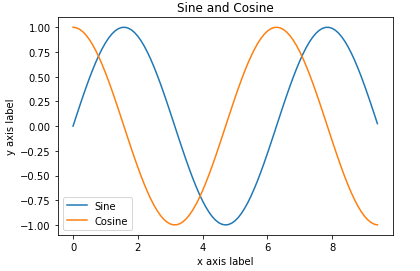 Sine and Cosine
y axis label
1.00
0.75
0.50
0.25
0.00
−0.25
−0.50
−0.75
−1.00
Sine
Cosine
0 2 4 6 8
x axis label